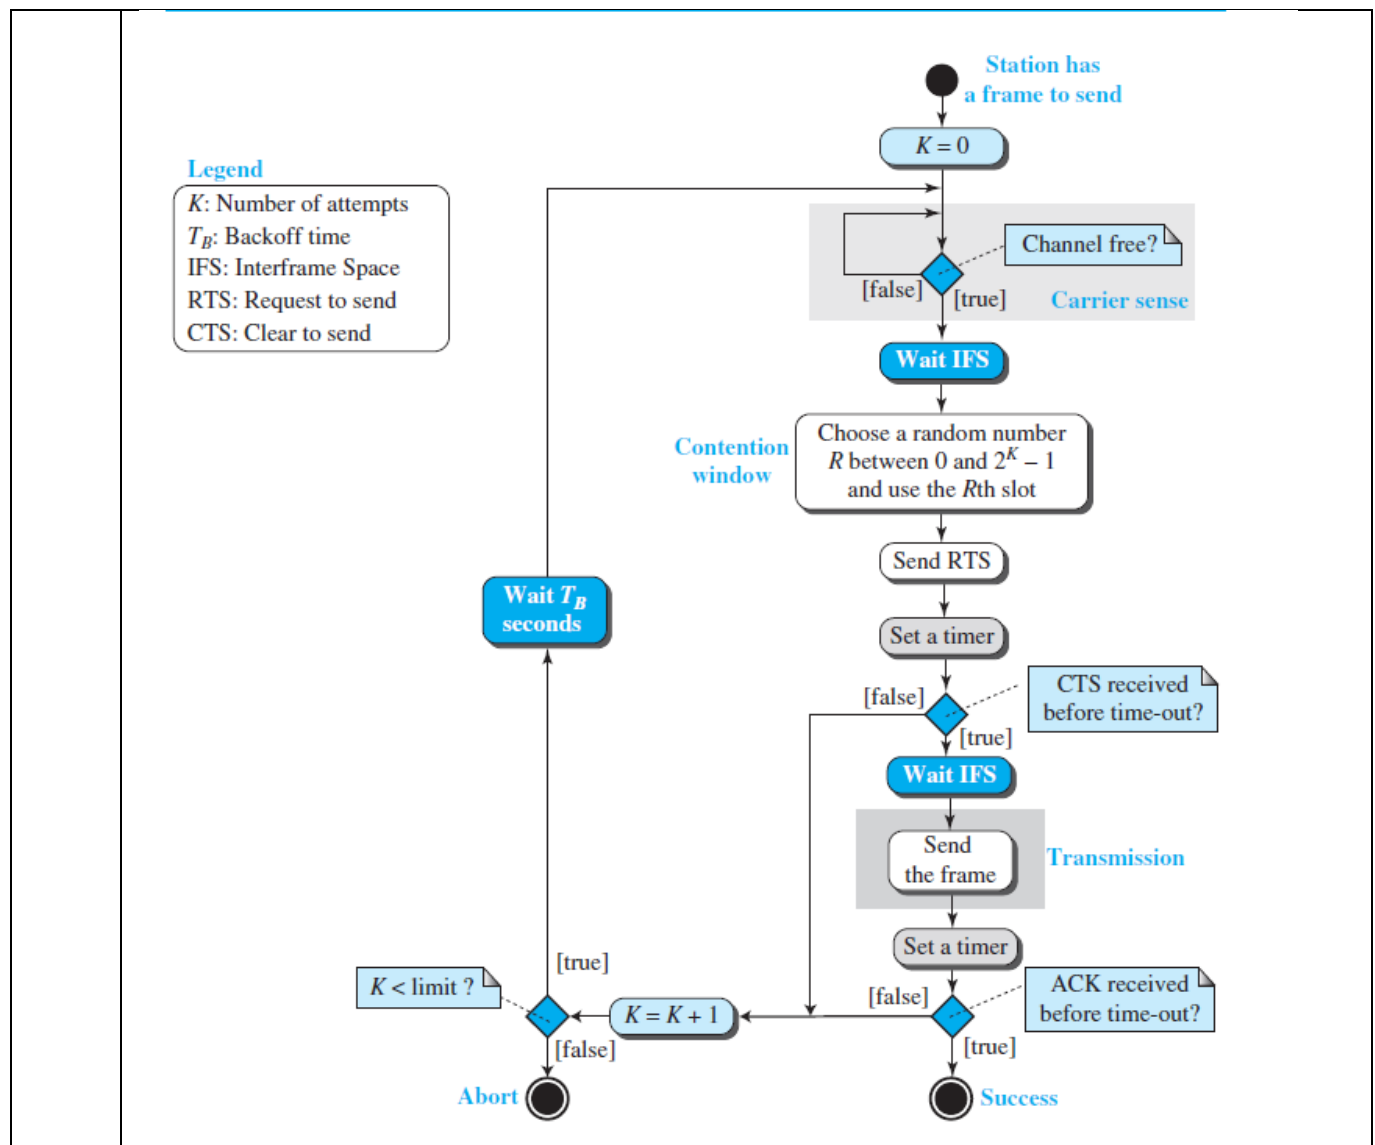 Station has
a frame to send
K = 0
Legend
K: Number of attempts
T_B: Backoff time
IFS: Interframe Space
RTS: Request to send
CTS: Clear to send
Channel free?
[false]
[true]
Carrier sense
Wait IFS
Contention
window
Choose a random number
R between 0 and 2^K – 1
and use the Rth slot
Send RTS
Wait T_B
seconds
Set a timer
CTS received
before time-out?
[false]
[true]
Wait IFS
Send
the frame
Transmission
Set a timer
[true]
K < limit ?
K = K + 1
[false]
ACK received
before time-out?
[false]
[true]
Abort
Success